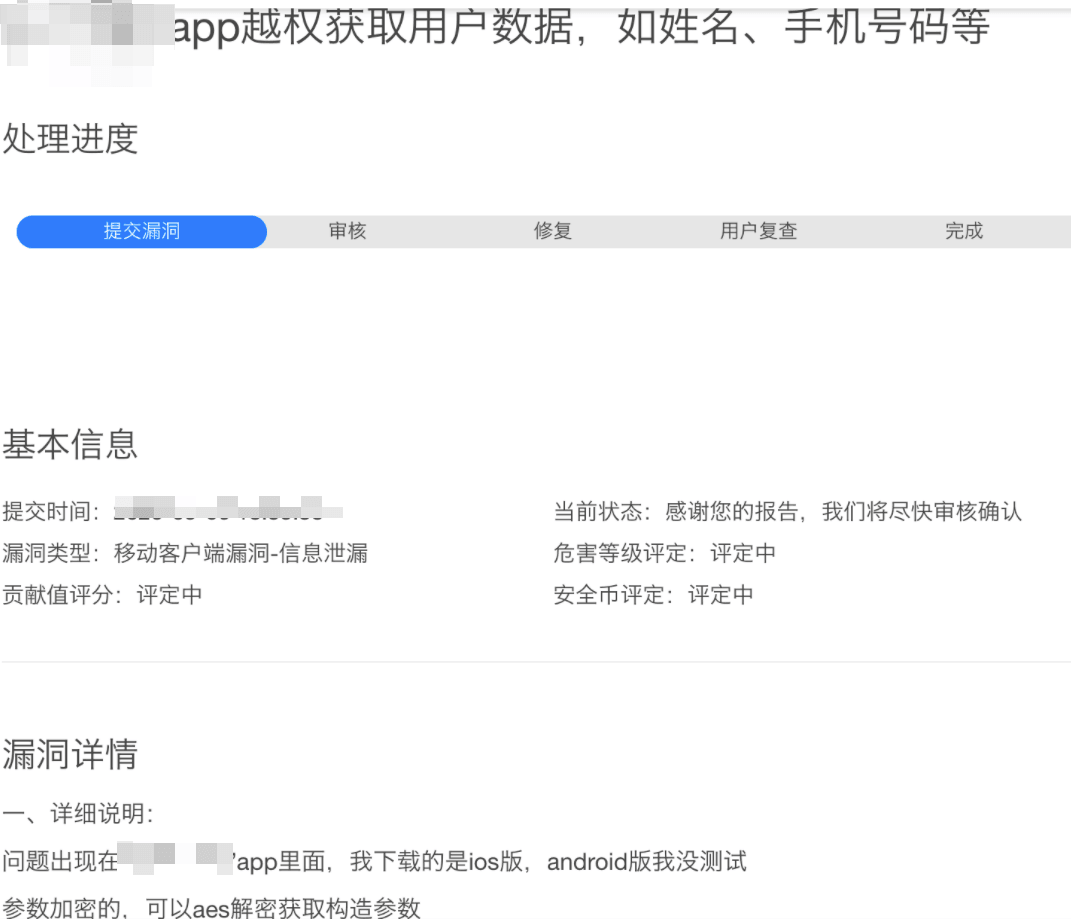 app越权获取用户数据，如姓名、手机号码等
处理进度
提交漏洞 审核 修复 用户复查 完成
基本信息
提交时间： 当前状态：感谢您的报告，我们将尽快审核确认
漏洞类型：移动客户端漏洞-信息泄漏 危害等级评定：评定中
贡献值评分：评定中 安全币评定：评定中
漏洞详情
一、详细说明：
问题出现在 app里面，我下载的是ios版，android版我没测试
参数加密的，可以aes解密获取构造参数